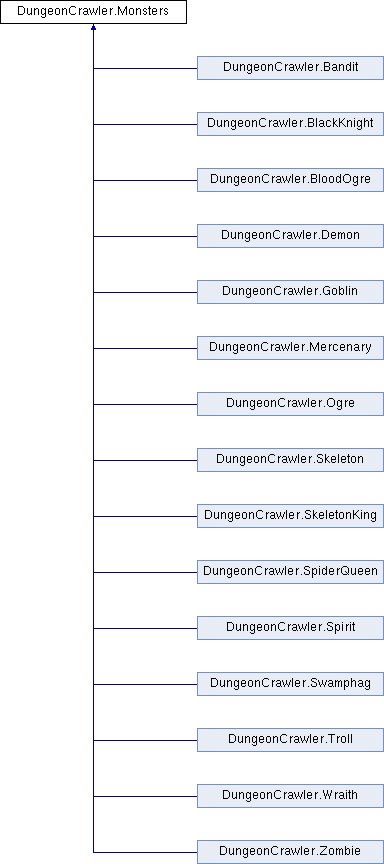 DungeonCrawler.Monsters
DungeonCrawler.Bandit
DungeonCrawler.BlackKnight
DungeonCrawler.BloodOgre
DungeonCrawler.Demon
DungeonCrawler.Goblin
DungeonCrawler.Mercenary
DungeonCrawler.Ogre
DungeonCrawler.Skeleton
DungeonCrawler.SkeletonKing
DungeonCrawler.SpiderQueen
DungeonCrawler.Spirit
DungeonCrawler.Swamphag
DungeonCrawler.Troll
DungeonCrawler.Wraith
DungeonCrawler.Zombie